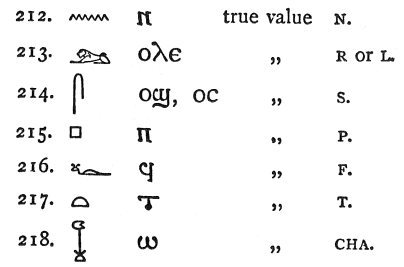 212. 𓈖 ⲛ true value N.
213. 𓃭 ⲟⲗⲉ „ R or L.
214. 𓋴 ⲟϣ, ⲟⲥ „ S.
215. 𓊪 ⲡ „ P.
216. 𓆑 ϥ „ F.
217. 𓏏 ⲧ „ T.
218. 𓆼 ⲱ „ CHA.